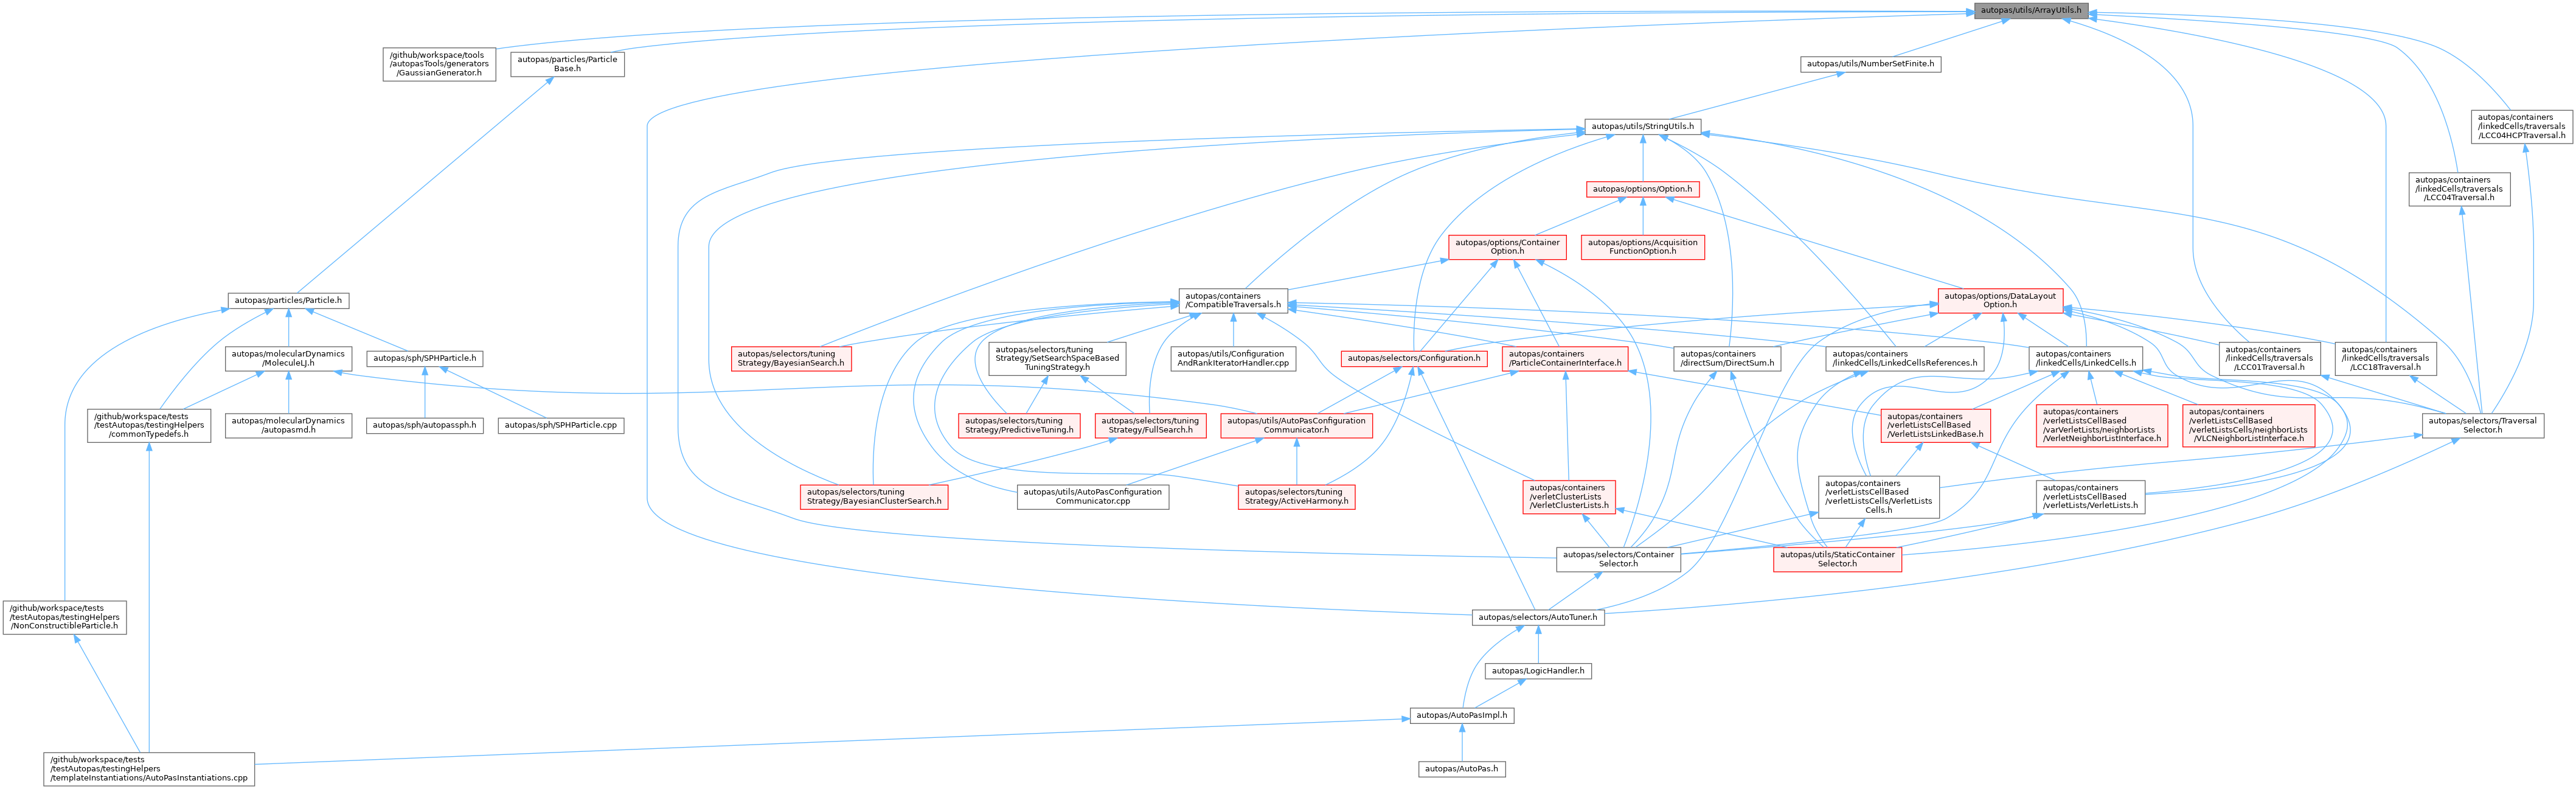 autopas/utils/ArrayUtils.h
/github/workspace/tools
/autopasTools/generators
/GaussianGenerator.h
autopas/particles/Particle
Base.h
autopas/utils/NumberSetFinite.h
autopas/containers
/linkedCells/traversals
/LCC04HCPTraversal.h
autopas/utils/StringUtils.h
autopas/options/Option.h
autopas/containers
/linkedCells/traversals
/LCC04Traversal.h
autopas/options/Container
Option.h
autopas/options/Acquisition
FunctionOption.h
autopas/particles/Particle.h
autopas/containers
/CompatibleTraversals.h
autopas/options/DataLayout
Option.h
autopas/molecularDynamics
/MoleculeLJ.h
autopas/sph/SPHParticle.h
autopas/selectors/tuning
Strategy/BayesianSearch.h
autopas/selectors/tuning
Strategy/SetSearchSpaceBased
TuningStrategy.h
autopas/utils/Configuration
AndRankIteratorHandler.cpp
autopas/selectors/Configuration.h
autopas/containers
/ParticleContainerInterface.h
autopas/containers
/directSum/DirectSum.h
autopas/containers
/linkedCells/LinkedCellsReferences.h
autopas/containers
/linkedCells/LinkedCells.h
autopas/containers
/linkedCells/traversals
/LCC01Traversal.h
autopas/containers
/linkedCells/traversals
/LCC18Traversal.h
/github/workspace/tests
/testAutopas/testingHelpers
/commonTypedefs.h
autopas/molecularDynamics
/autopasmd.h
autopas/sph/autopassph.h
autopas/sph/SPHParticle.cpp
autopas/selectors/tuning
Strategy/PredictiveTuning.h
autopas/selectors/tuning
Strategy/FullSearch.h
autopas/utils/AutoPasConfiguration
Communicator.h
autopas/containers
/verletListsCellBased
/VerletListsLinkedBase.h
autopas/containers
/verletListsCellBased
/varVerletLists/neighborLists
/VerletNeighborListInterface.h
autopas/containers
/verletListsCellBased
/verletListsCells/neighborLists
/VLCNeighborListInterface.h
autopas/selectors/Traversal
Selector.h
autopas/selectors/tuning
Strategy/BayesianClusterSearch.h
autopas/utils/AutoPasConfiguration
Communicator.cpp
autopas/selectors/tuning
Strategy/ActiveHarmony.h
autopas/containers
/verletClusterLists
/VerletClusterLists.h
autopas/containers
/verletListsCellBased
/verletListsCells/VerletLists
Cells.h
autopas/containers
/verletListsCellBased
/verletLists/VerletLists.h
autopas/selectors/Container
Selector.h
autopas/utils/StaticContainer
Selector.h
/github/workspace/tests
/testAutopas/testingHelpers
/NonConstructibleParticle.h
autopas/selectors/AutoTuner.h
autopas/LogicHandler.h
autopas/AutoPasImpl.h
/github/workspace/tests
/testAutopas/testingHelpers
/templateInstantiations/AutoPasInstantiations.cpp
autopas/AutoPas.h